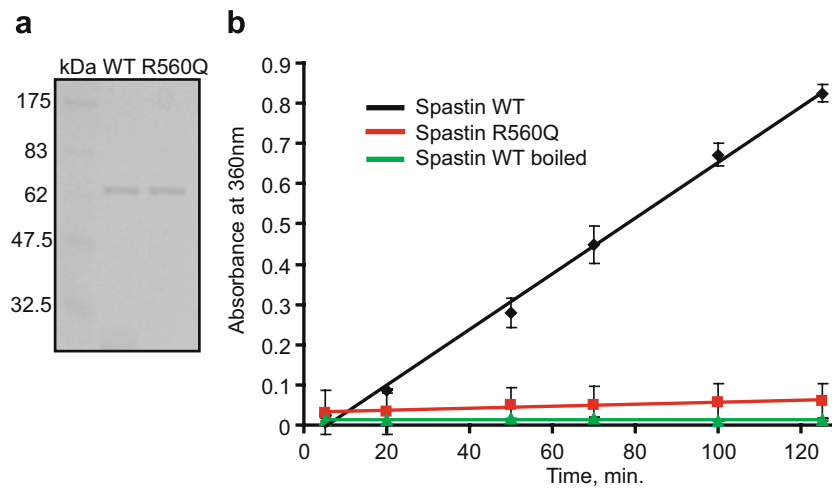 a
kDa WT R560Q
175
83
62
47.5
32.5
b
Absorbance at 360nm
0.9
0.8
0.7
0.6
0.5
0.4
0.3
0.2
0.1
0
Spastin WT
Spastin R560Q
Spastin WT boiled
0 20 40 60 80 100 120
Time, min.